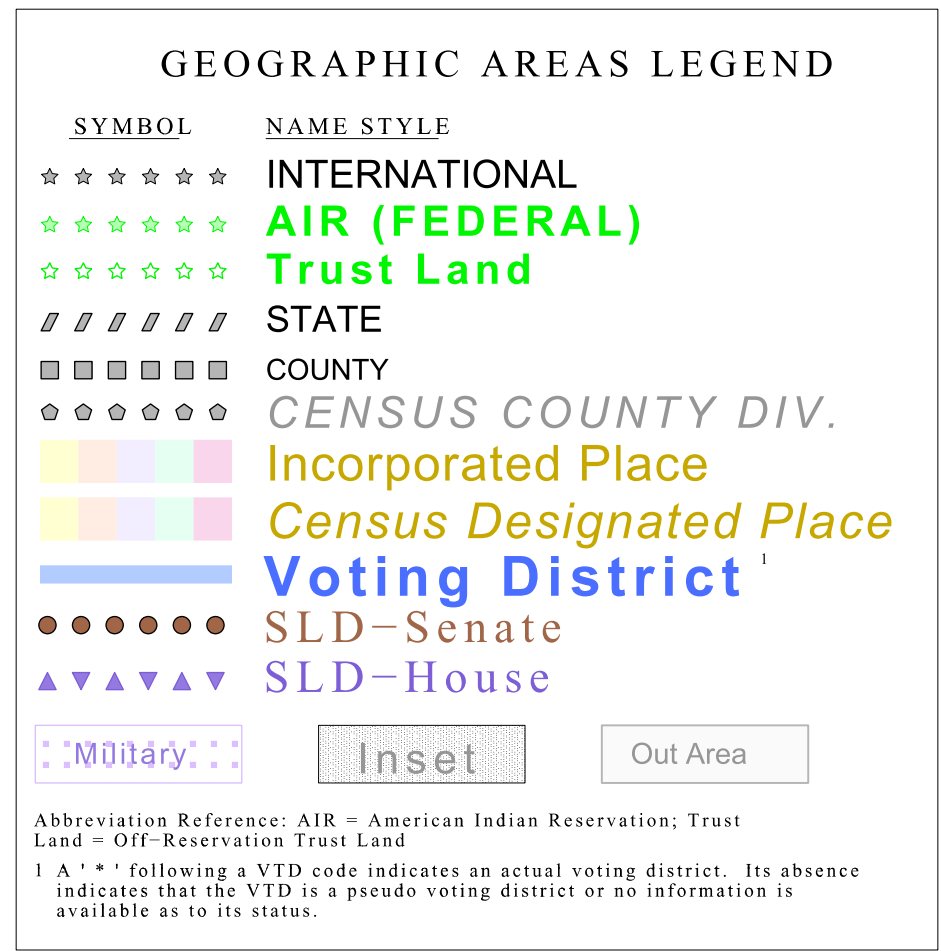 GEOGRAPHIC AREAS LEGEND
SYMBOL NAME STYLE
INTERNATIONAL
AIR (FEDERAL)
Trust Land
STATE
COUNTY
CENSUS COUNTY DIV.
Incorporated Place
Census Designated Place
Voting District 1
SLD−Senate
SLD−House
Military Inset Out Area
Abbreviation Reference: AIR = American Indian Reservation; Trust
Land = Off−Reservation Trust Land
1 A ' * ' following a VTD code indicates an actual voting district. Its absence
indicates that the VTD is a pseudo voting district or no information is
available as to its status.